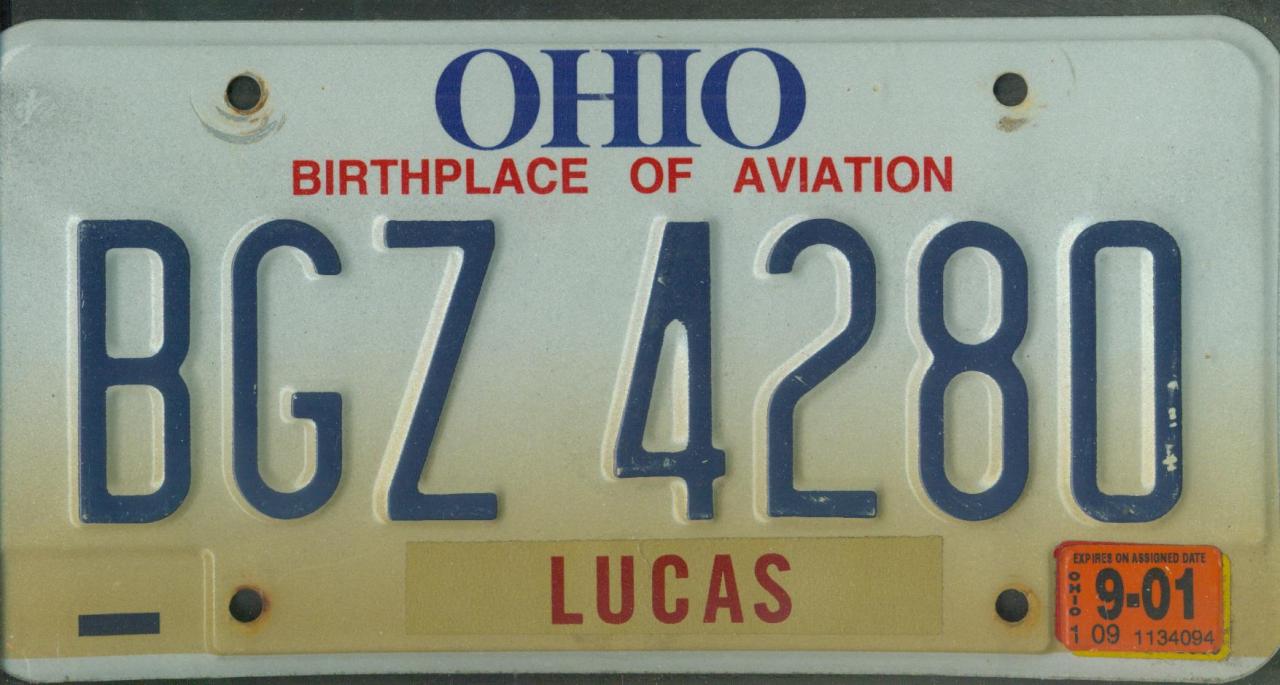 OHIO
BIRTHPLACE OF AVIATION
BGZ 4280
LUCAS
EXPIRES ON ASSIGNED DATE
OHIO
9-01
1 09 1134094